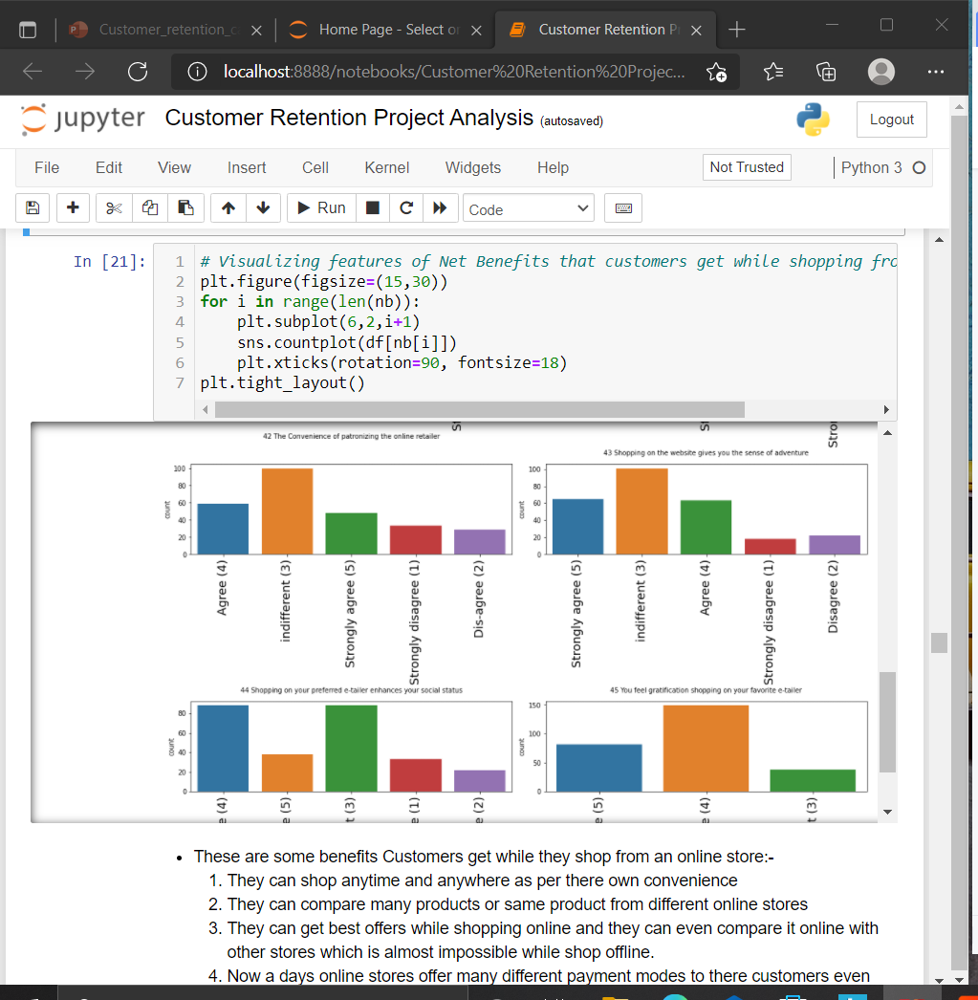 Customer_retention_c
Home Page - Select or
Customer Retention P
localhost:8888/notebooks/Customer%20Retention%20Projec...
jupyter Customer Retention Project Analysis (autosaved)
Logout
File Edit View Insert Cell Kernel Widgets Help
Not Trusted
Python 3
Run
Code
In [21]:
1 # Visualizing features of Net Benefits that customers get while shopping fro
2 plt.figure(figsize=(15,30))
3 for i in range(len(nb)):
4 plt.subplot(6,2,i+1)
5 sns.countplot(df[nb[i]])
6 plt.xticks(rotation=90, fontsize=18)
7 plt.tight_layout()
St
St
Stro
42 The Convenience of patronizing the online retailer
100
80
60
40
20
0
count
Agree (4)
indifferent (3)
Strongly agree (5)
Strongly disagree (1)
Dis-agree (2)
43 Shopping on the website gives you the sense of adventure
100
80
60
40
20
0
count
Strongly agree (5)
indifferent (3)
Agree (4)
Strongly disagree (1)
Disagree (2)
44 Shopping on your preferred e-tailer enhances your social status
80
60
40
20
0
count
e (4)
e (5)
t (3)
e (1)
e (2)
45 You feel gratification shopping on your favorite e-tailer
150
100
50
0
count
e (5)
e (4)
t (3)
• These are some benefits Customers get while they shop from an online store:-
1. They can shop anytime and anywhere as per there own convenience
2. They can compare many products or same product from different online stores
3. They can get best offers while shopping online and they can even compare it online with
other stores which is almost impossible while shop offline.
4. Now a days online stores offer many different payment modes to there customers even